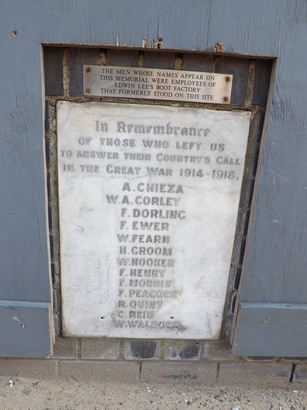 THE MEN WHOSE NAMES APPEAR ON
THIS MEMORIAL WERE EMPLOYEES OF
EDWIN LEE'S BOOT FACTORY
THAT FORMERLY STOOD ON THIS SITE
In Remembrance
OF THOSE WHO LEFT US
TO ANSWER THEIR COUNTRY'S CALL
IN THE GREAT WAR 1914-1918.
A. CHIEZA
W.A. CORLEY
F. DORLING
F. EWER
W. FEARN
H. GROOM
W. HOOKER
F. HENRY
F. MORRIS
F. PEACOCK
R. QUINY
C. REID
W.